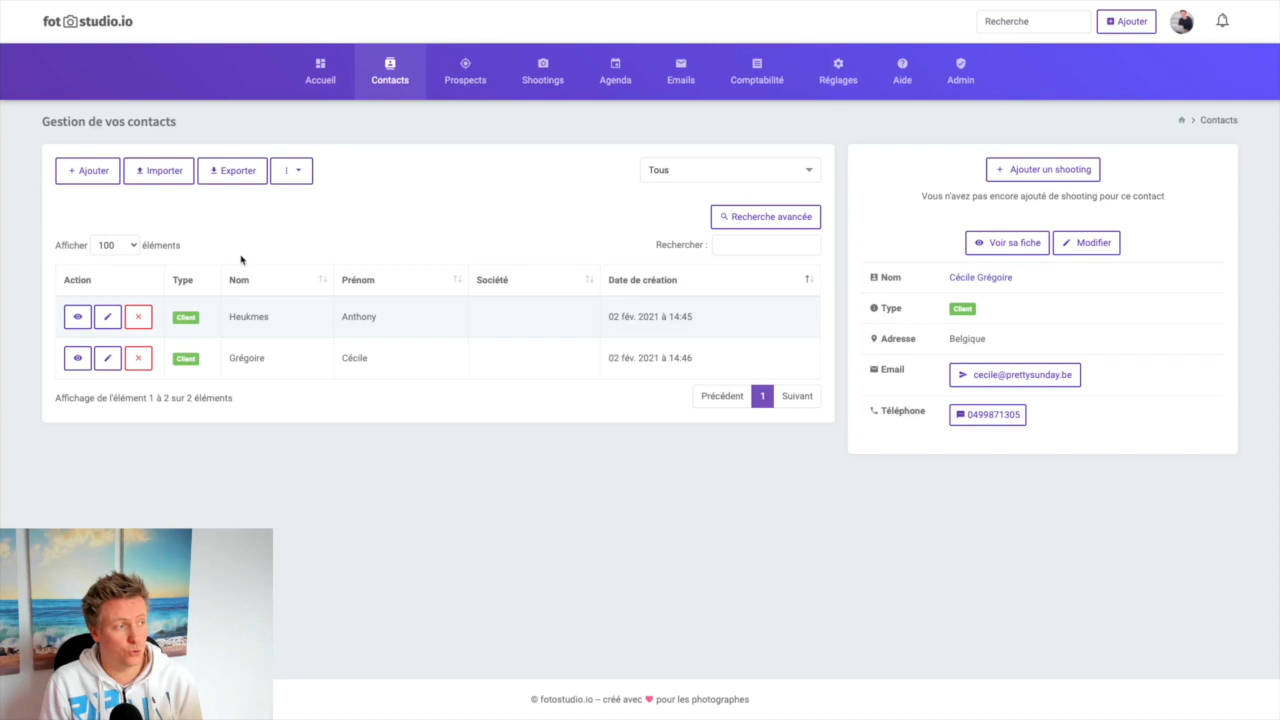 fotostudio.io
Recherche
Ajouter
Accueil
Contacts
Prospects
Shootings
Agenda
Emails
Comptabilité
Réglages
Aide
Admin
Gestion de vos contacts
> Contacts
+ Ajouter
Importer
Exporter
Tous
Recherche avancée
Afficher 100 éléments
Rechercher :
Action Type Nom Prénom Société Date de création
Client Heukmes Anthony 02 fév. 2021 à 14:45
Client Grégoire Cécile 02 fév. 2021 à 14:46
Affichage de l'élément 1 à 2 sur 2 éléments
Précédent 1 Suivant
+ Ajouter un shooting
Vous n'avez pas encore ajouté de shooting pour ce contact
Voir sa fiche
Modifier
Nom Cécile Grégoire
Type Client
Adresse Belgique
Email cecile@prettysunday.be
Téléphone 0499871305
© fotostudio.io – créé avec ❤ pour les photographes